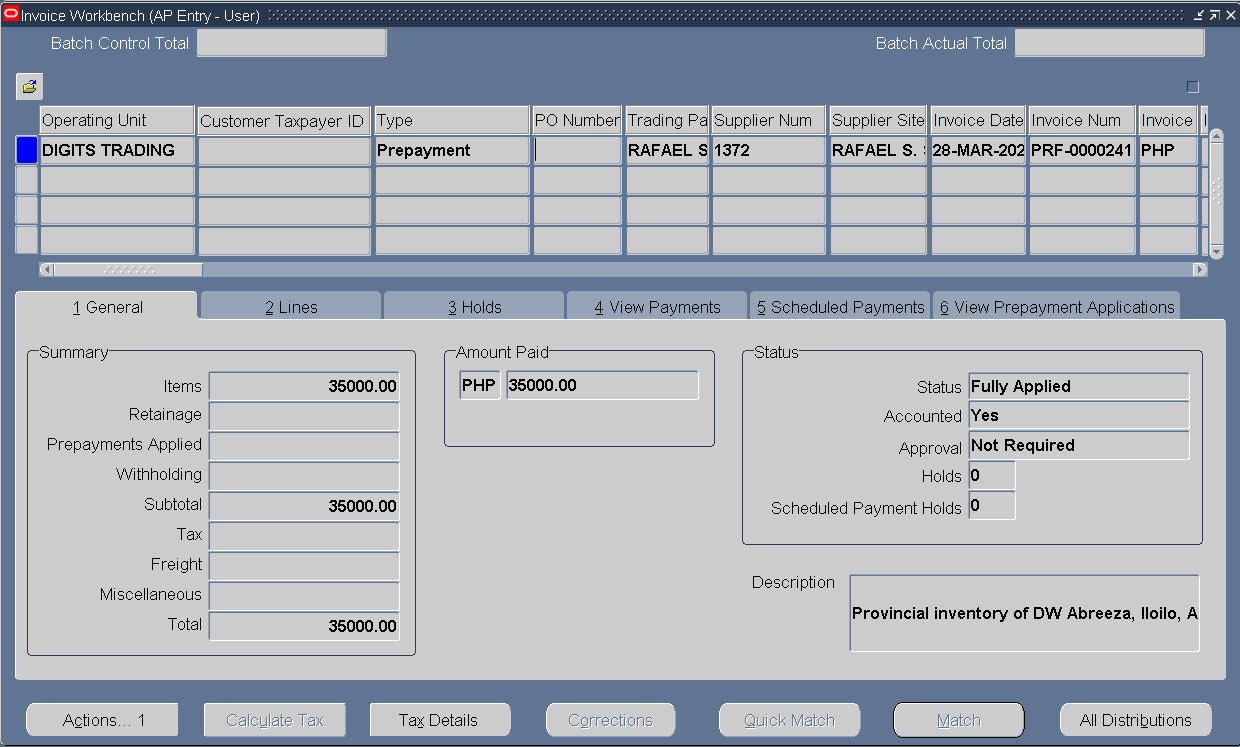 Invoice Workbench (AP Entry - User)
Batch Control Total
Batch Actual Total
Operating Unit Customer Taxpayer ID Type PO Number Trading Pa Supplier Num Supplier Site Invoice Date Invoice Num Invoice
DIGITS TRADING Prepayment RAFAEL S 1372 RAFAEL S. 28-MAR-202 PRF-0000241 PHP
1 General 2 Lines 3 Holds 4 View Payments 5 Scheduled Payments 6 View Prepayment Applications
Summary
Items 35000.00
Retainage
Prepayments Applied
Withholding
Subtotal 35000.00
Tax
Freight
Miscellaneous
Total 35000.00
Amount Paid
PHP 35000.00
Status
Status Fully Applied
Accounted Yes
Approval Not Required
Holds 0
Scheduled Payment Holds 0
Description Provincial inventory of DW Abreeza, Iloilo, A
Actions... 1 Calculate Tax Tax Details Corrections Quick Match Match All Distributions